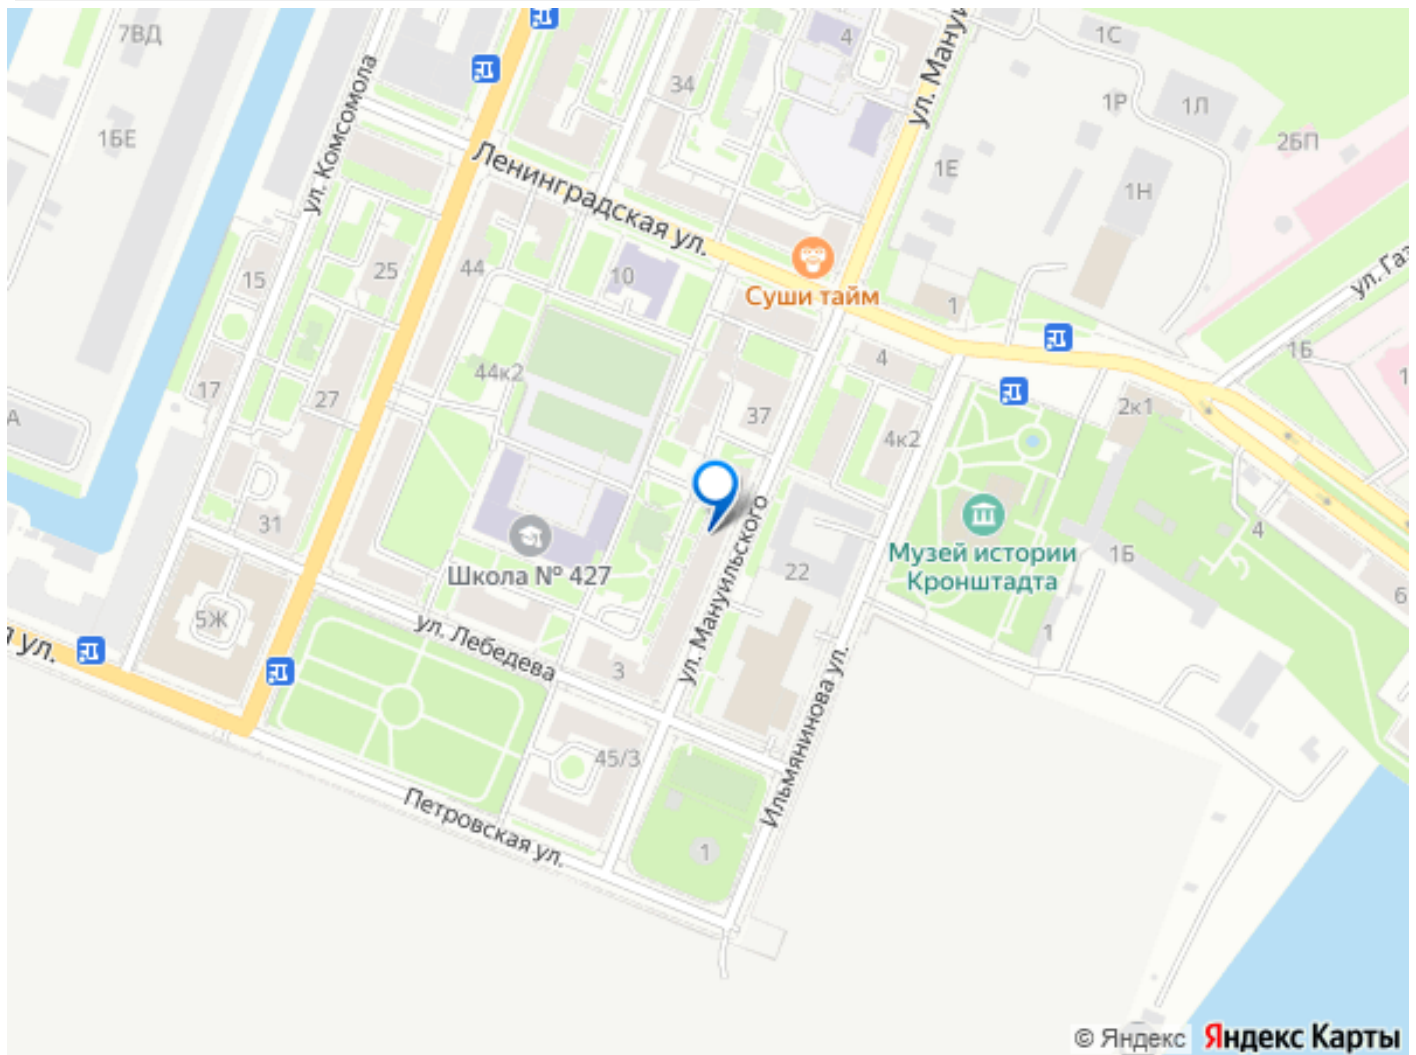 7ВД
1БЕ
ул. Комсомола
4
34
ул. Мануи
1С
1Р
1Л
2БП
1Е
1Н
Ленинградская ул.
Суши тайм
15
25
44
10
1
ул. Газ
1Б
17
27
44к2
37
4
4к2
2к1
А
31
Школа № 427
ул. Мануильского
22
Музей истории
Кронштадта
1Б
4
6
5Ж
я ул.
ул. Лебедева
3
1
Ильмянинова ул.
45/3
Петровская ул.
1
© Яндекс Яндекс Карты